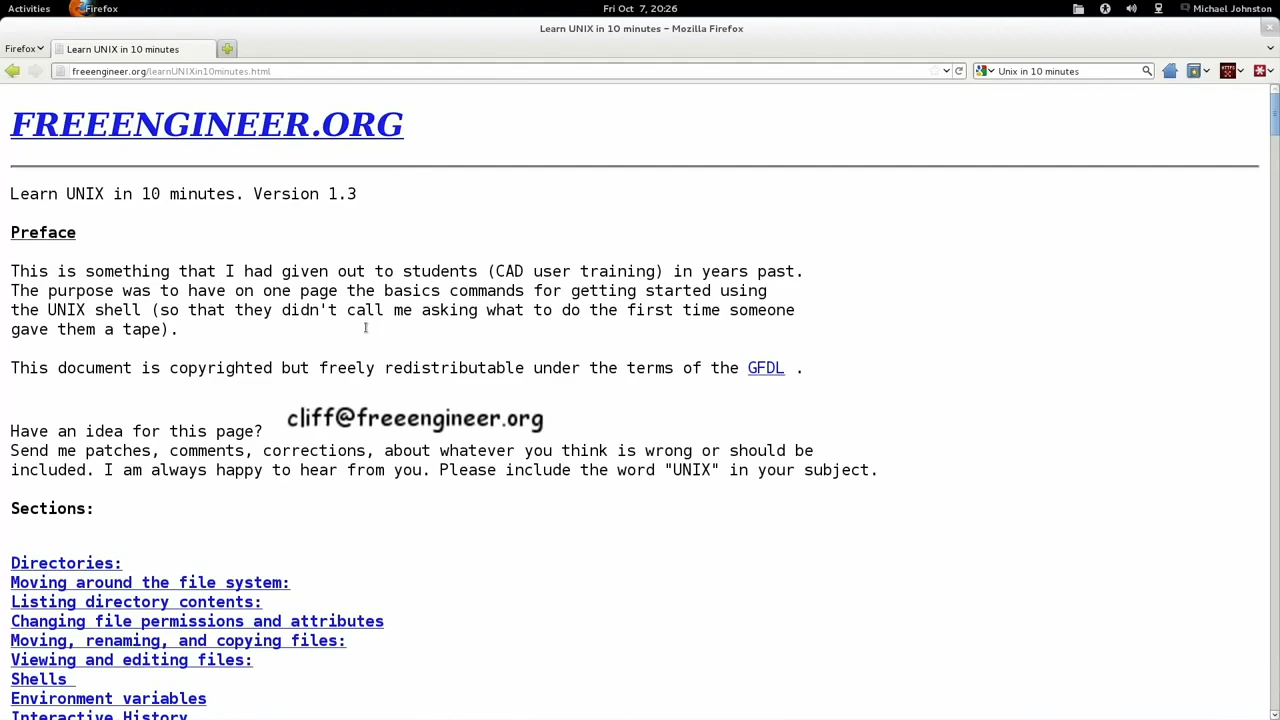 Activities Firefox Fri Oct 7, 20:26 Michael Johnston
Learn UNIX in 10 minutes - Mozilla Firefox
Firefox Learn UNIX in 10 minutes
freeengineer.org/learnUNIXin10minutes.html Unix in 10 minutes
FREEENGINEER.ORG
Learn UNIX in 10 minutes. Version 1.3
Preface
This is something that I had given out to students (CAD user training) in years past.
The purpose was to have on one page the basics commands for getting started using
the UNIX shell (so that they didn't call me asking what to do the first time someone
gave them a tape).
This document is copyrighted but freely redistributable under the terms of the GFDL .
cliff@freeengineer.org
Have an idea for this page?
Send me patches, comments, corrections, about whatever you think is wrong or should be
included. I am always happy to hear from you. Please include the word "UNIX" in your subject.
Sections:
Directories:
Moving around the file system:
Listing directory contents:
Changing file permissions and attributes
Moving, renaming, and copying files:
Viewing and editing files:
Shells
Environment variables
Interactive History